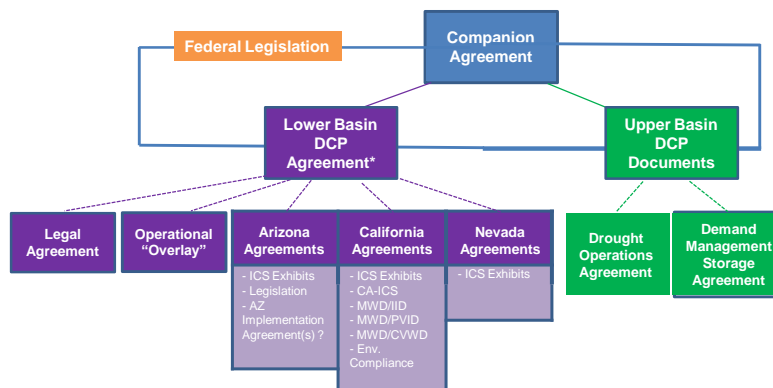 Federal Legislation
Companion
Agreement
Lower Basin
DCP
Agreement*
Upper Basin
DCP
Documents
Legal
Agreement
Operational
“Overlay”
Arizona
Agreements
- ICS Exhibits
- Legislation
- AZ
Implementation
Agreement(s) ?
California
Agreements
- ICS Exhibits
- CA-ICS
- MWD/IID
- MWD/PVID
- MWD/CVWD
- Env.
Compliance
Nevada
Agreements
- ICS Exhibits
Drought
Operations
Agreement
Demand
Management
Storage
Agreement